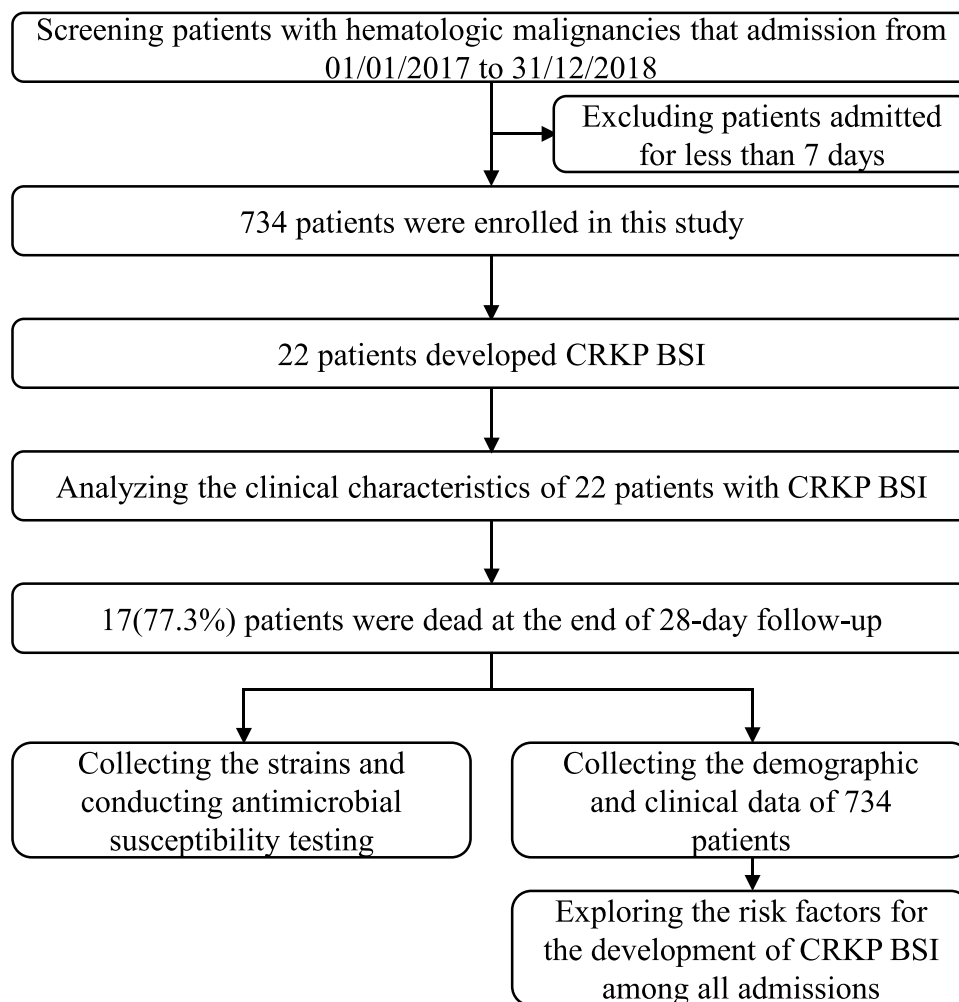 Screening patients with hematologic malignancies that admission from
01/01/2017 to 31/12/2018
Excluding patients admitted
for less than 7 days
734 patients were enrolled in this study
22 patients developed CRKP BSI
Analyzing the clinical characteristics of 22 patients with CRKP BSI
17(77.3%) patients were dead at the end of 28-day follow-up
Collecting the strains and
conducting antimicrobial
susceptibility testing
Collecting the demographic
and clinical data of 734
patients
Exploring the risk factors for
the development of CRKP BSI
among all admissions